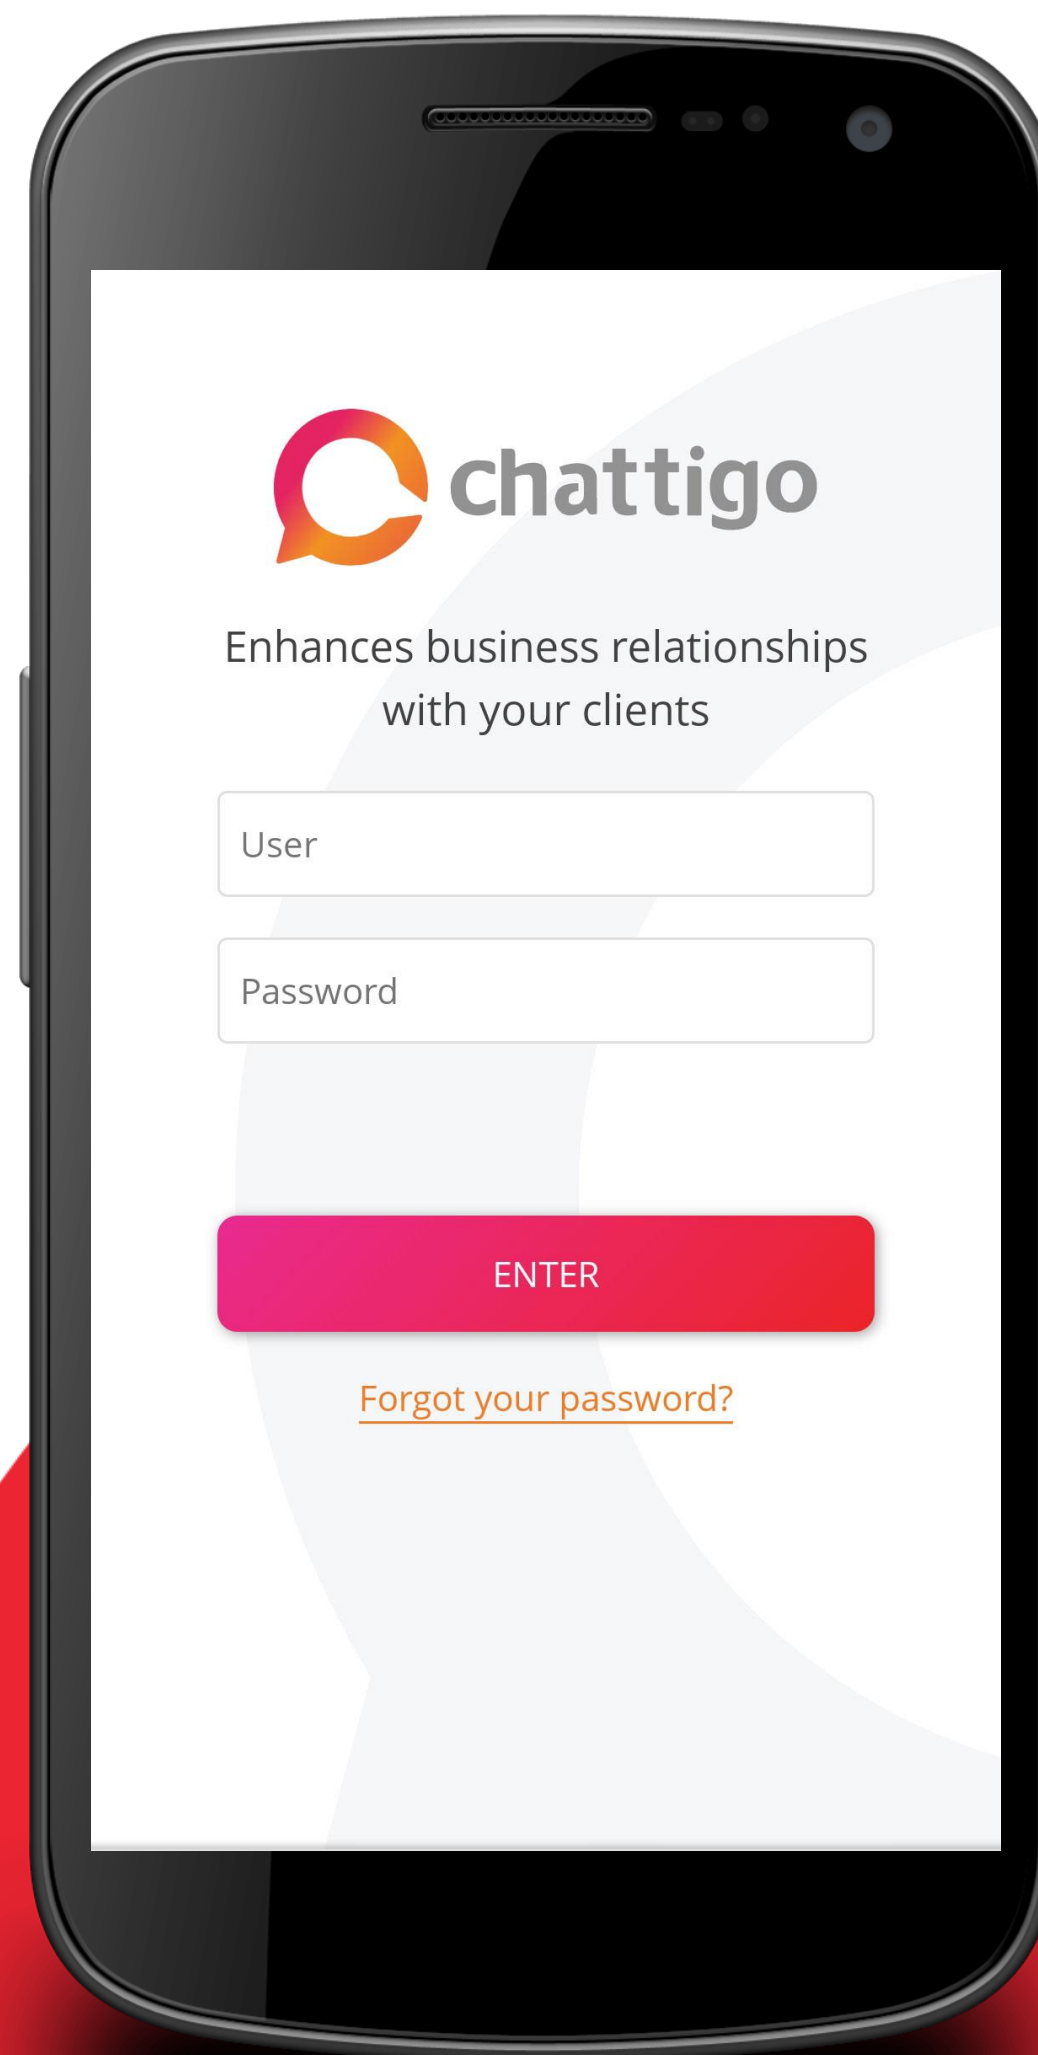 chattigo
Enhances business relationships
with your clients
User
Password
ENTER
Forgot your password?